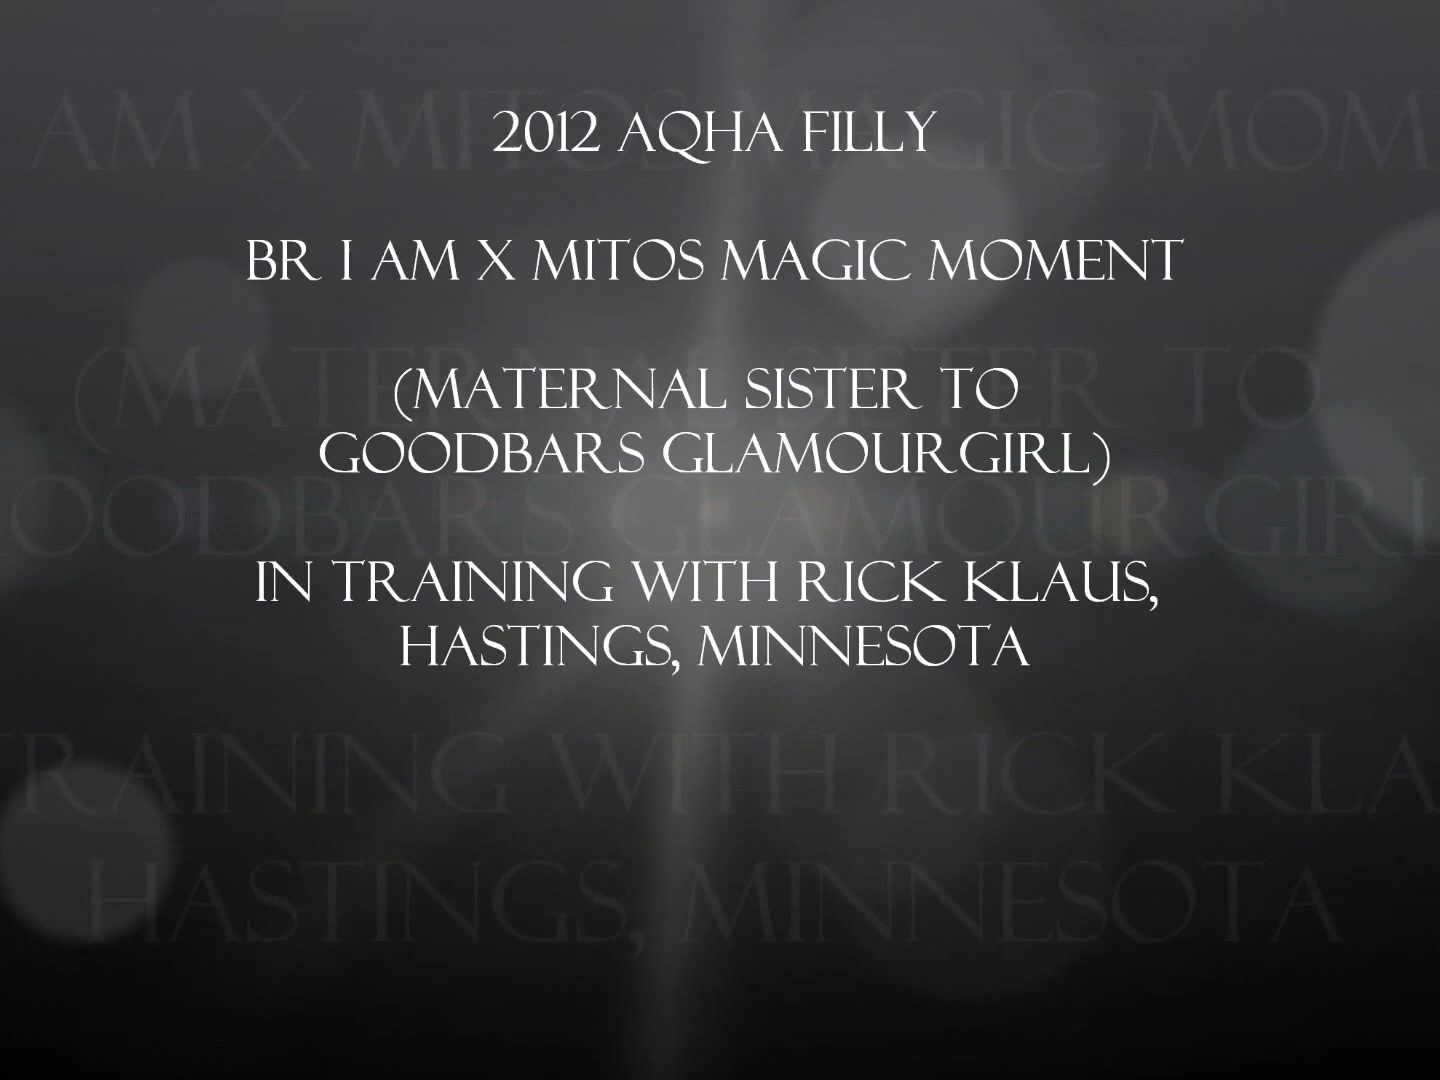 2012 AQHA FILLY
BR I AM X MITOS MAGIC MOMENT
(MATERNAL SISTER TO
GOODBARS GLAMOURGIRL)
IN TRAINING WITH RICK KLAUS,
HASTINGS, MINNESOTA